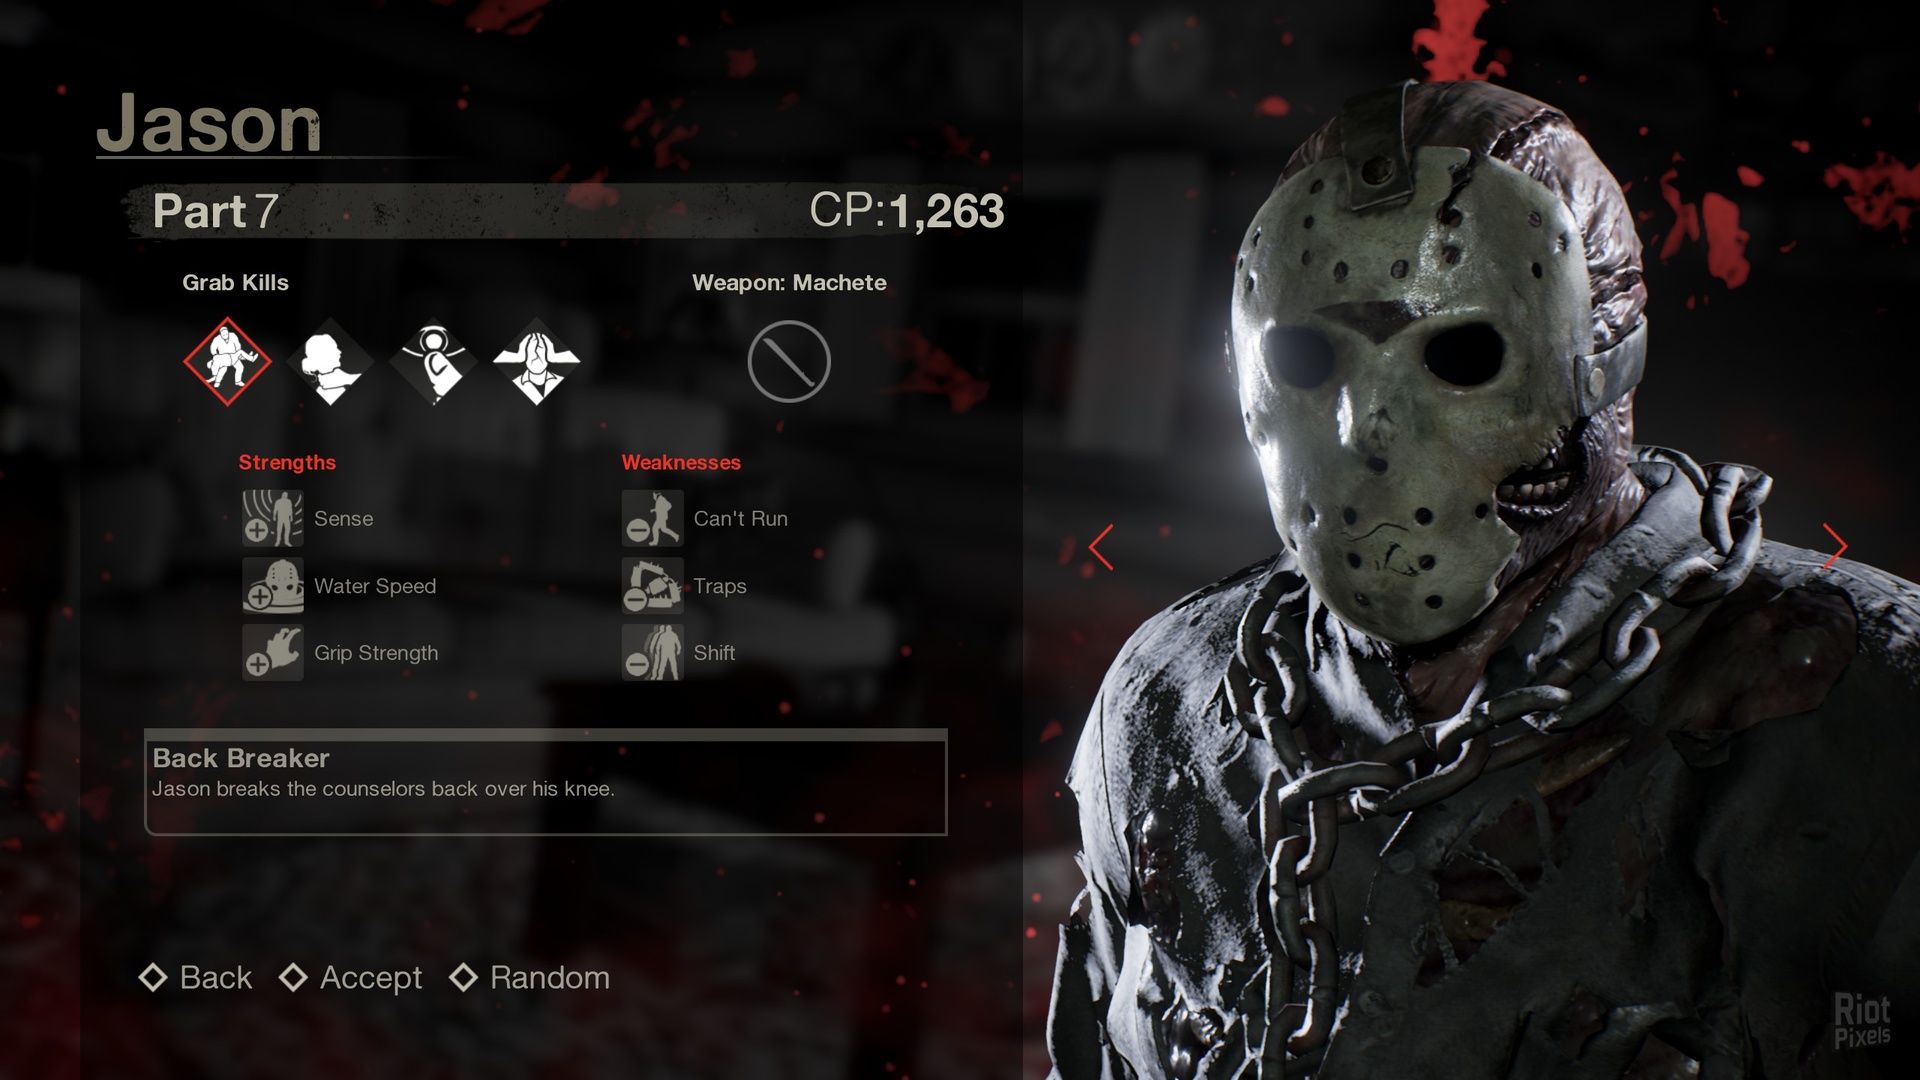 Jason
Part 7 CP:1,263
Grab Kills Weapon: Machete
Strengths Weaknesses
Sense Can't Run
Water Speed Traps
Grip Strength Shift
Back Breaker
Jason breaks the counselors back over his knee.
Back Accept Random
Riot
Pixels